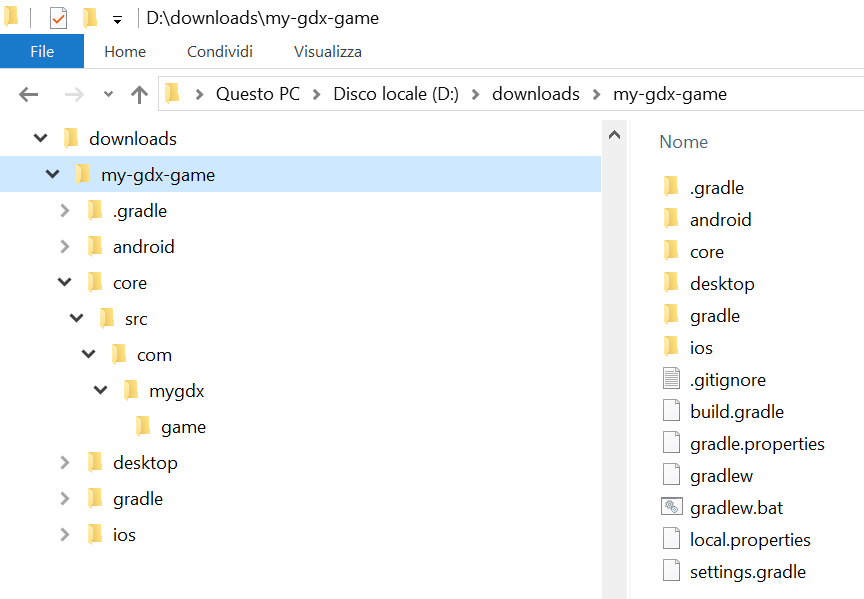 D:\downloads\my-gdx-game
File Home Condividi Visualizza
Questo PC Disco locale (D:) downloads my-gdx-game
downloads
my-gdx-game
.gradle
android
core
src
com
mygdx
game
desktop
gradle
ios
Nome
.gradle
android
core
desktop
gradle
ios
.gitignore
build.gradle
gradle.properties
gradlew
gradlew.bat
local.properties
settings.gradle